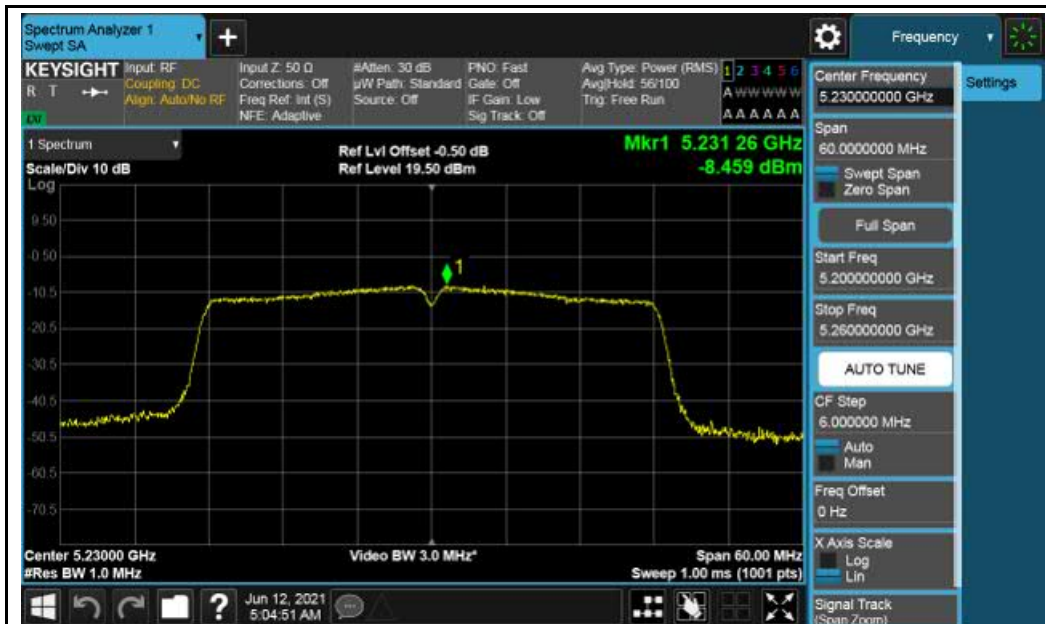 Spectrum Analyzer 1
Swept SA
+
Frequency
KEYSIGHT
R T
Input: RF
Coupling: DC
Align: Auto/No RF
Input Z: 50 Ω
Corrections: Off
Freq Ref: Int (S)
NFE: Adaptive
#Atten: 30 dB
µW Path: Standard
Source: Off
PNO: Fast
Gate: Off
IF Gain: Low
Sig Track: Off
Avg Type: Power (RMS)
Avg|Hold: 56/100
Trig: Free Run
1 2 3 4 5 6
A W W W W W
A A A A A A
1 Spectrum
Scale/Div 10 dB
Log
Ref Lvl Offset -0.50 dB
Ref Level 19.50 dBm
Mkr1 5.231 26 GHz
-8.459 dBm
9.50
-0.50
-10.5
-20.5
-30.5
-40.5
-50.5
-60.5
-70.5
1
Center 5.23000 GHz
#Res BW 1.0 MHz
Video BW 3.0 MHz*
Span 60.00 MHz
Sweep 1.00 ms (1001 pts)
?
Jun 12, 2021
5:04:51 AM
Center Frequency
5.230000000 GHz
Span
60.0000000 MHz
Swept Span
Zero Span
Full Span
Start Freq
5.200000000 GHz
Stop Freq
5.260000000 GHz
AUTO TUNE
CF Step
6.000000 MHz
Auto
Man
Freq Offset
0 Hz
X Axis Scale
Log
Lin
Signal Track
(Span Zoom)
Settings